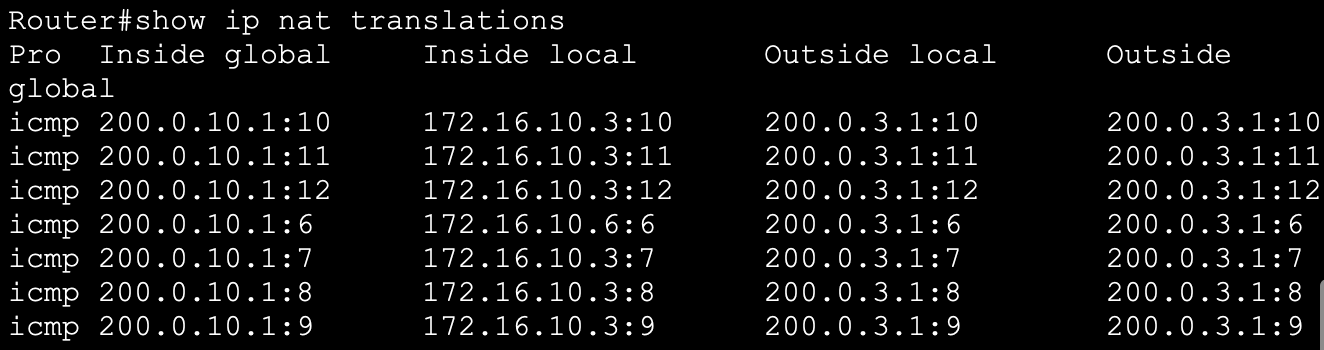 Router#show ip nat translations
Pro  Inside global     Inside local       Outside local      Outside
global
icmp 200.0.10.1:10     172.16.10.3:10     200.0.3.1:10       200.0.3.1:10
icmp 200.0.10.1:11     172.16.10.3:11     200.0.3.1:11       200.0.3.1:11
icmp 200.0.10.1:12     172.16.10.3:12     200.0.3.1:12       200.0.3.1:12
icmp 200.0.10.1:6      172.16.10.6:6      200.0.3.1:6        200.0.3.1:6
icmp 200.0.10.1:7      172.16.10.3:7      200.0.3.1:7        200.0.3.1:7
icmp 200.0.10.1:8      172.16.10.3:8      200.0.3.1:8        200.0.3.1:8
icmp 200.0.10.1:9      172.16.10.3:9      200.0.3.1:9        200.0.3.1:9